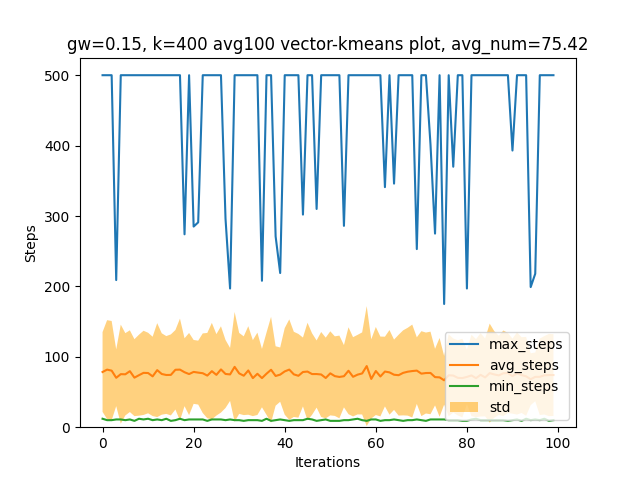 gw=0.15, k=400 avg100 vector-kmeans plot, avg_num=75.42
500
400
300
200
100
0
Steps
0 20 40 60 80 100
Iterations
max_steps
avg_steps
min_steps
std